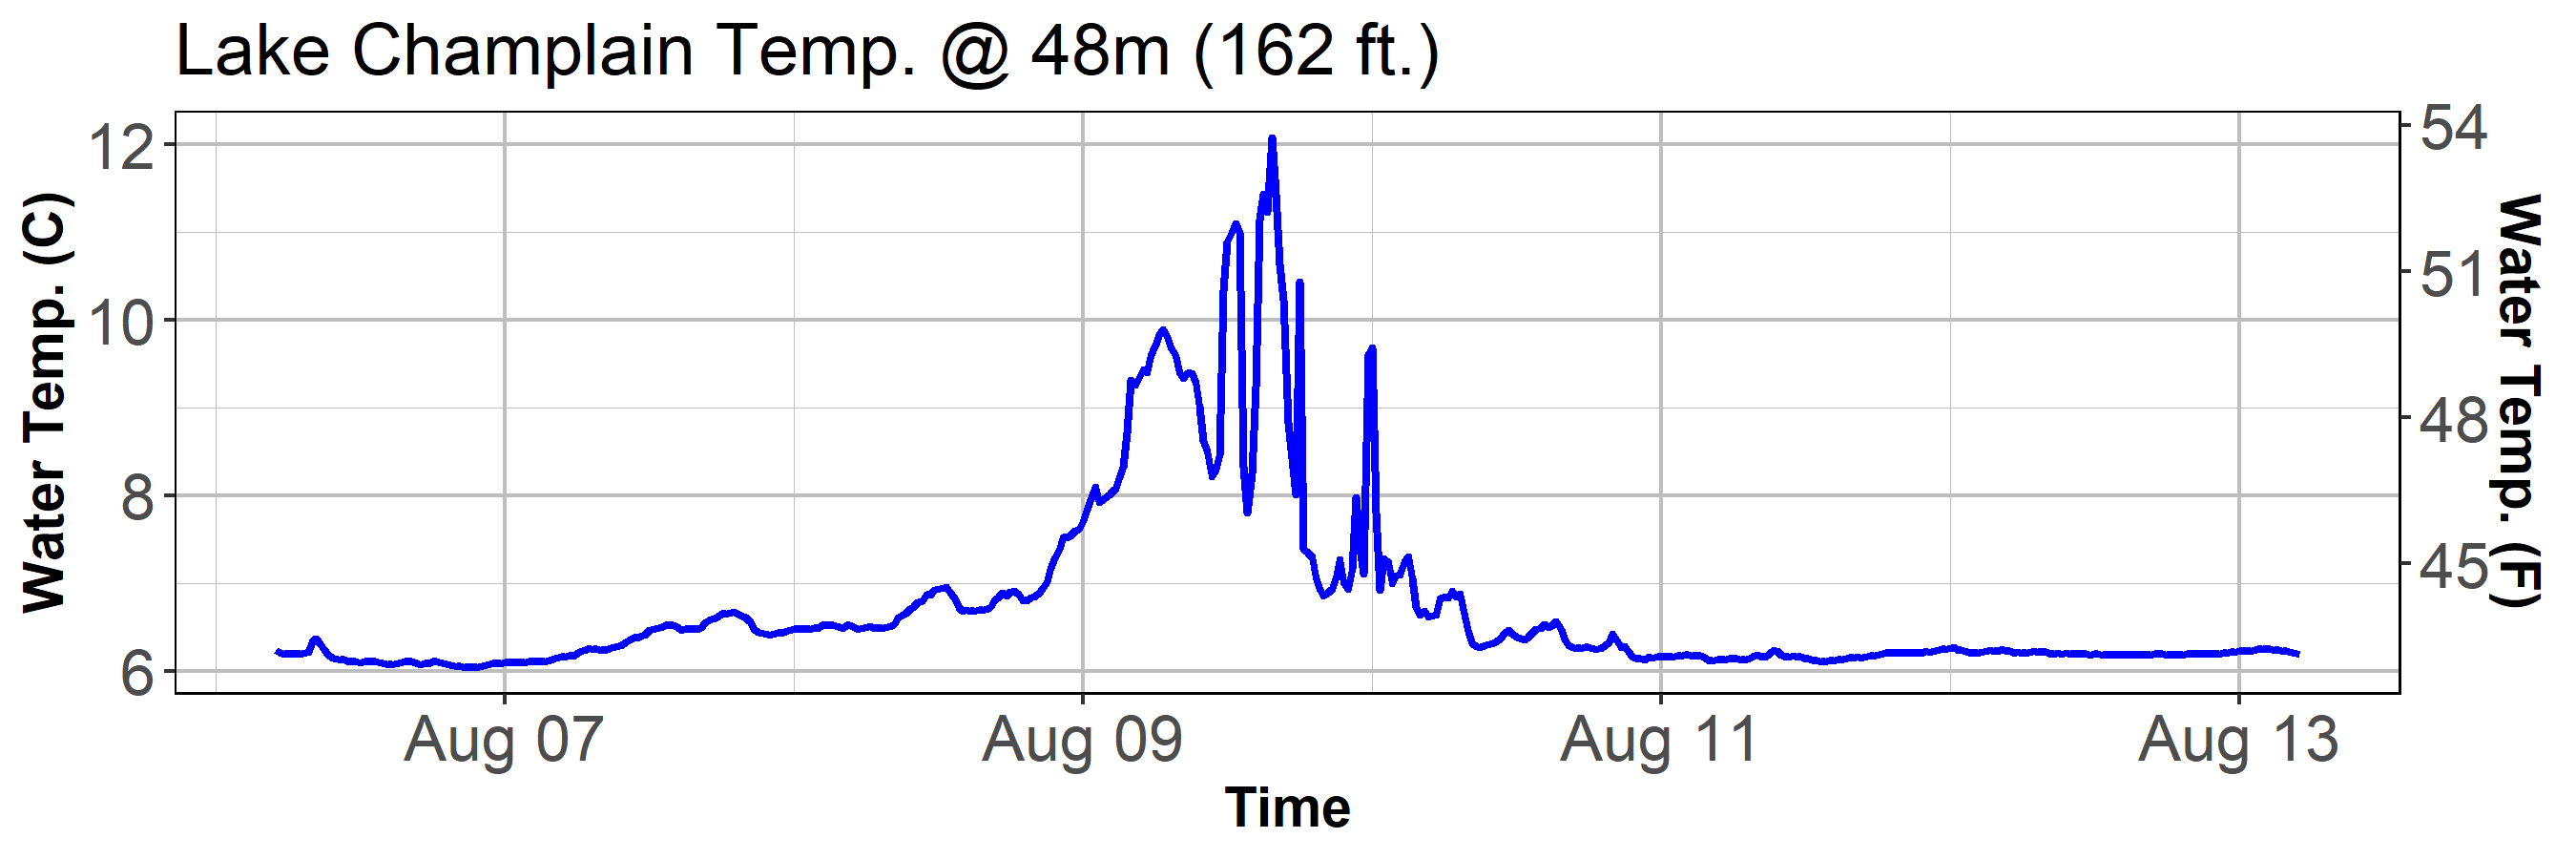 Lake Champlain Temp. @ 48m (162 ft.)
Water Temp. (C)
12
10
8
6
54
51
48
45
Water Temp. (F)
Aug 07
Aug 09
Aug 11
Aug 13
Time